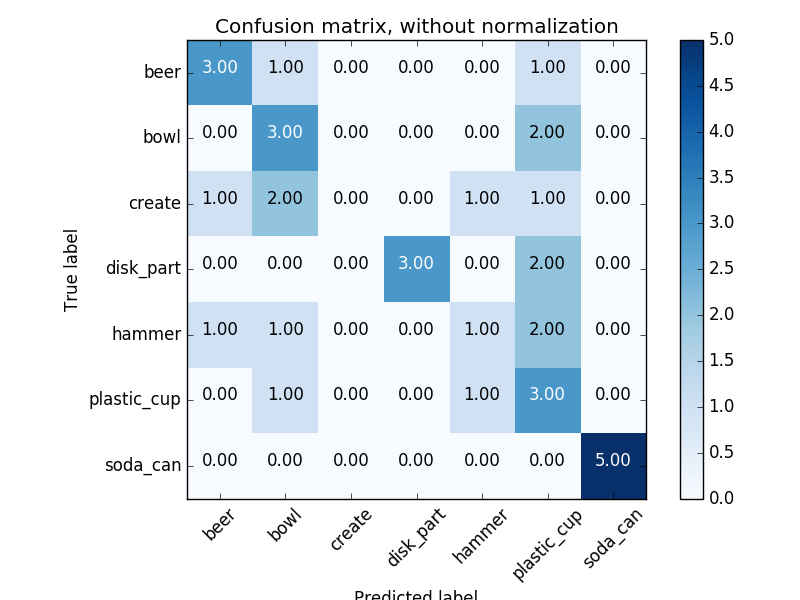 Confusion matrix, without normalization
beer 3.00 1.00 0.00 0.00 0.00 1.00 0.00
bowl 0.00 3.00 0.00 0.00 0.00 2.00 0.00
create 1.00 2.00 0.00 0.00 1.00 1.00 0.00
disk_part 0.00 0.00 0.00 3.00 0.00 2.00 0.00
hammer 1.00 1.00 0.00 0.00 1.00 2.00 0.00
plastic_cup 0.00 1.00 0.00 0.00 1.00 3.00 0.00
soda_can 0.00 0.00 0.00 0.00 0.00 0.00 5.00
True label
beer bowl create disk_part hammer plastic_cup soda_can
Predicted label
5.0
4.5
4.0
3.5
3.0
2.5
2.0
1.5
1.0
0.5
0.0